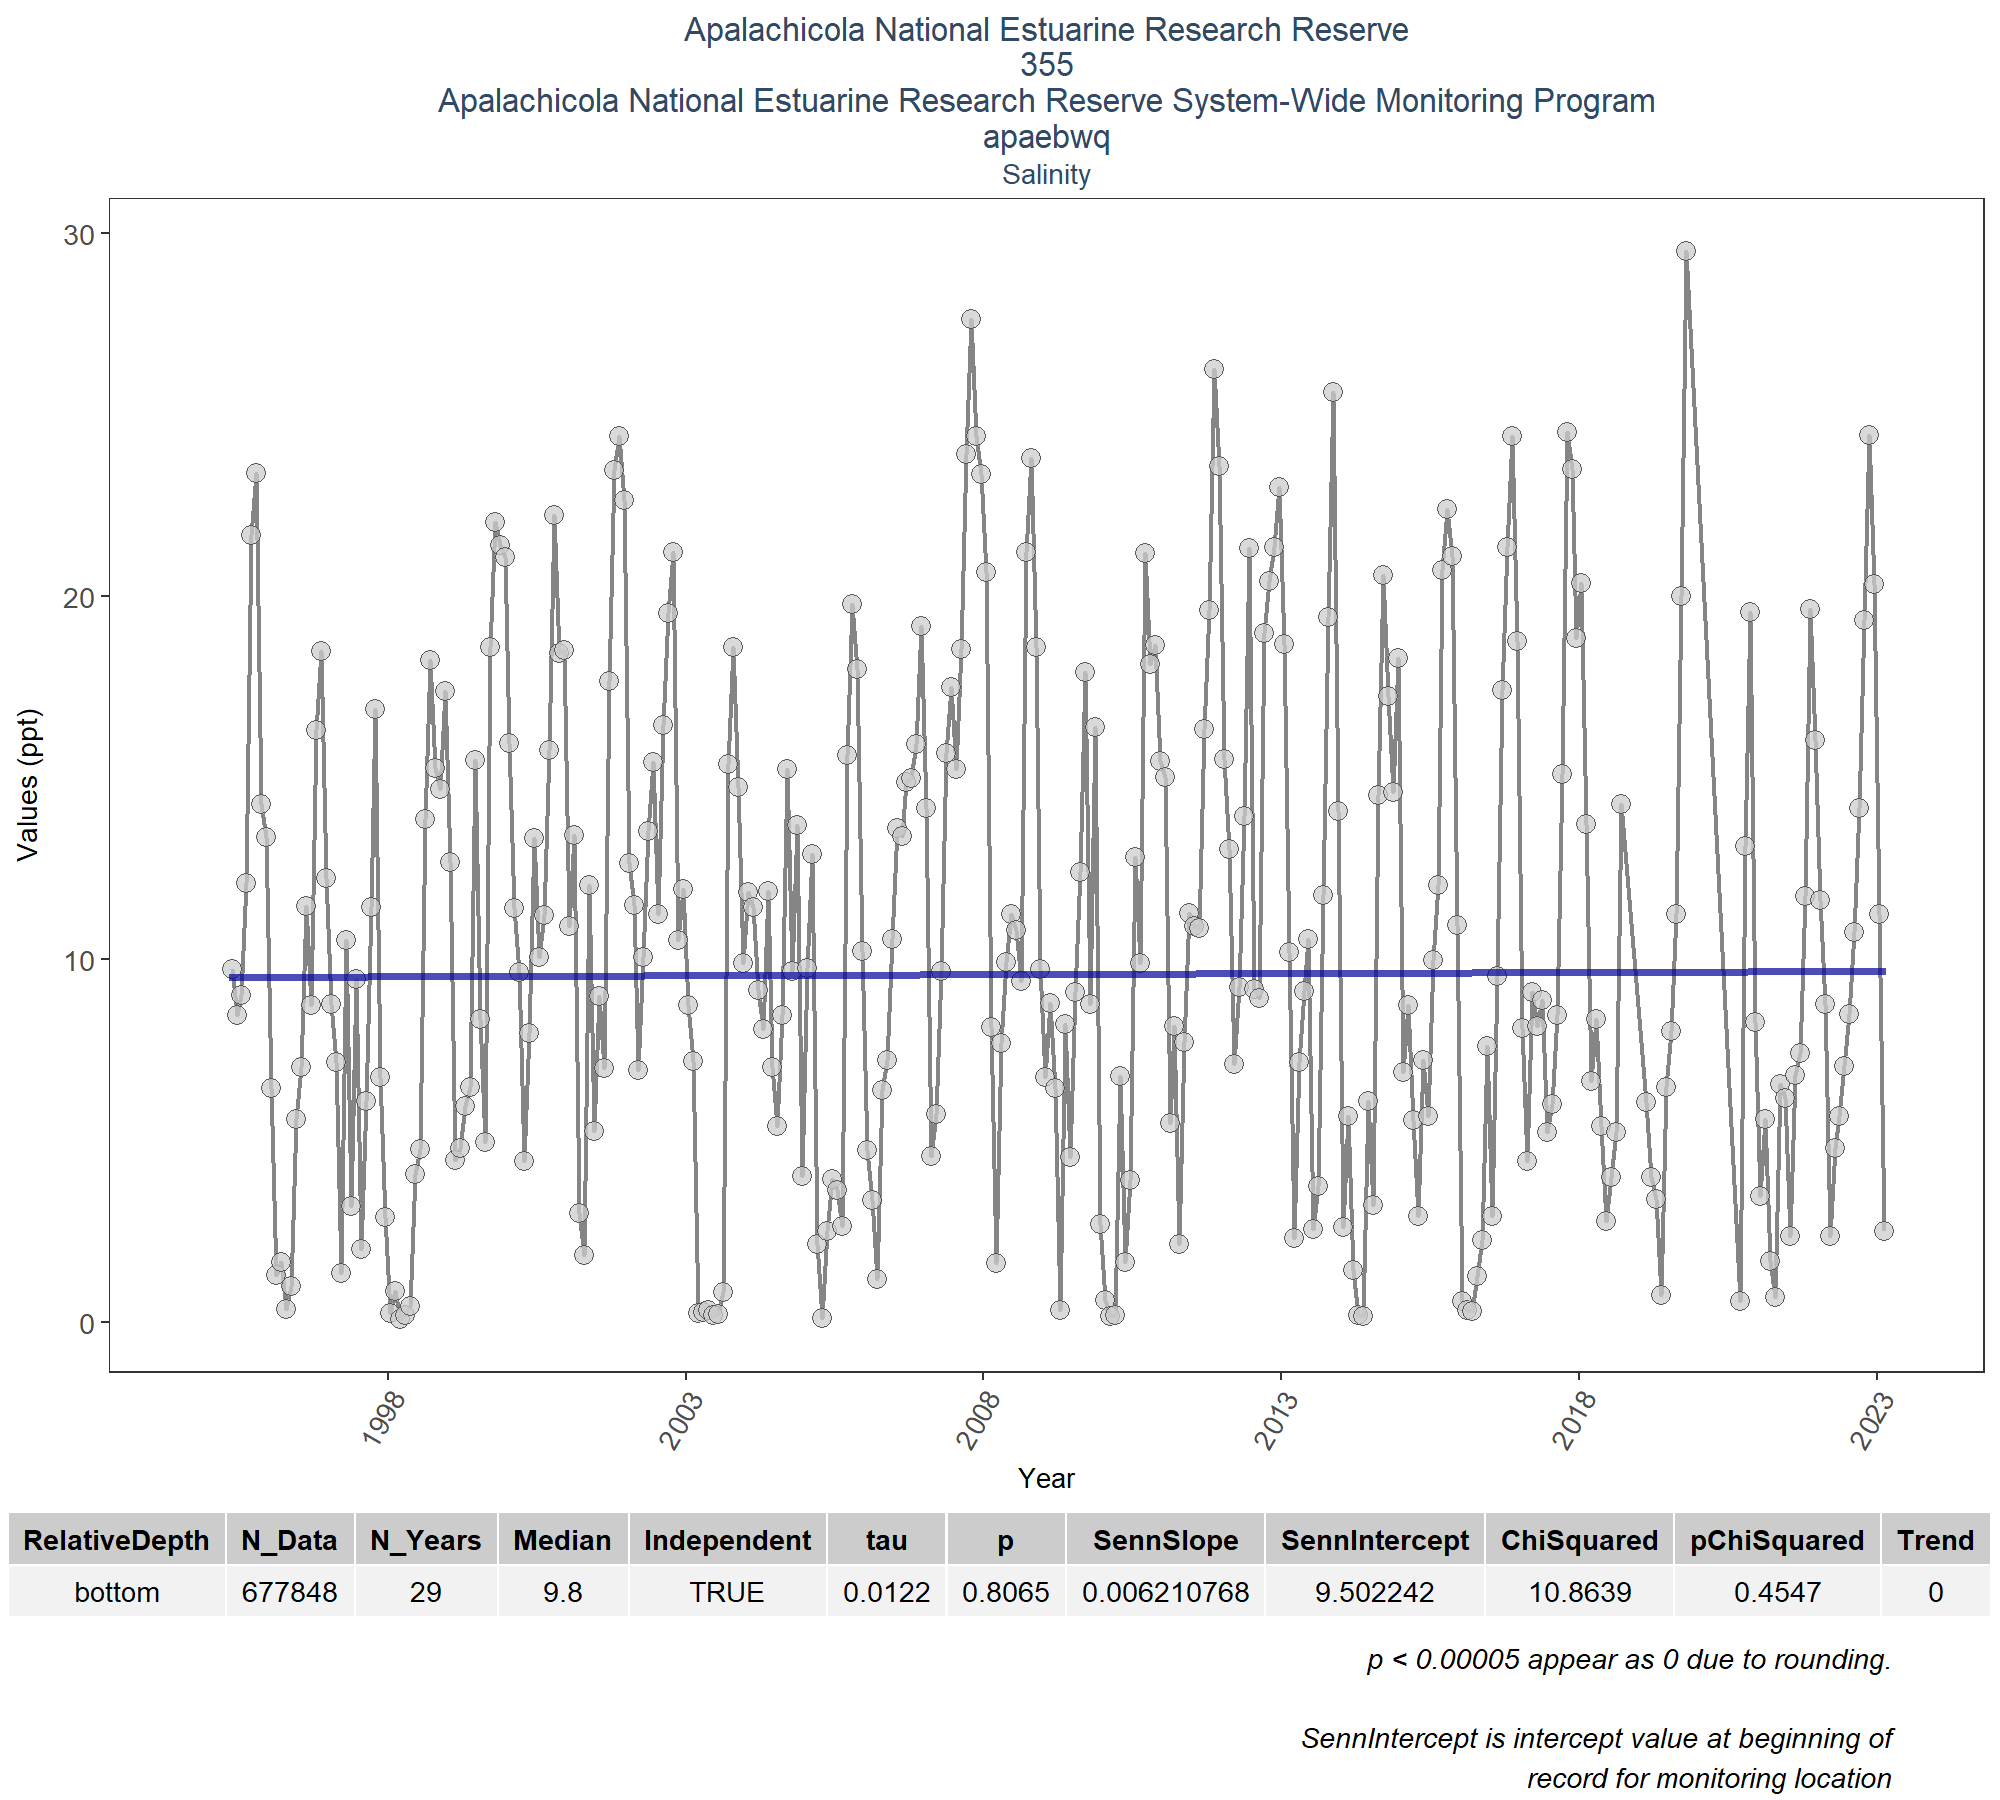 Apalachicola National Estuarine Research Reserve
355
Apalachicola National Estuarine Research Reserve System-Wide Monitoring Program
apaebwq
Salinity
30
20
10
0
Values (ppt)
1998 2003 2008 2013 2018 2023
Year
RelativeDepth N_Data N_Years Median Independent tau p SennSlope SennIntercept ChiSquared pChiSquared Trend
bottom 677848 29 9.8 TRUE 0.0122 0.8065 0.006210768 9.502242 10.8639 0.4547 0
p < 0.00005 appear as 0 due to rounding.
SennIntercept is intercept value at beginning of
record for monitoring location